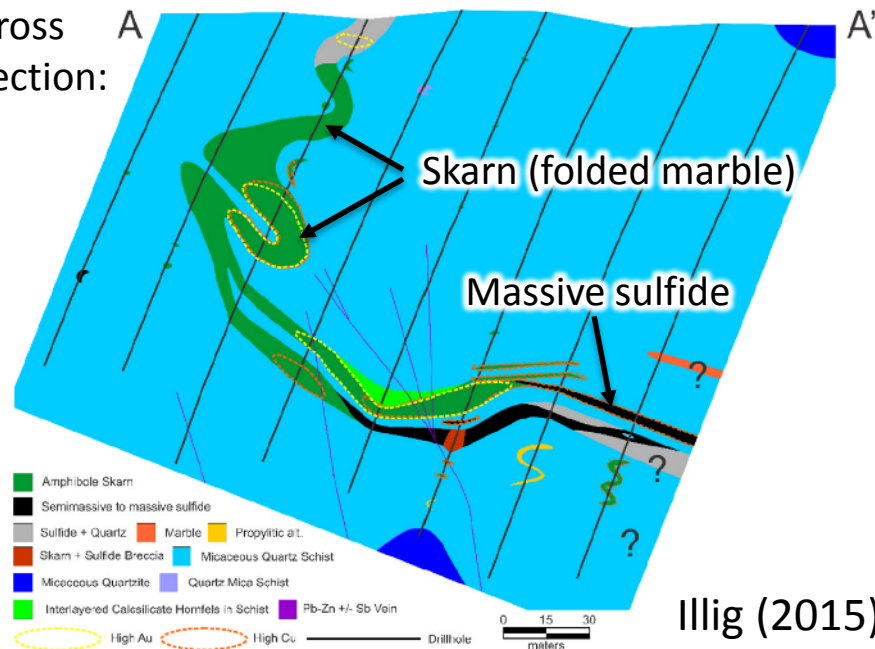 ross
ection:
A
A'
Skarn (folded marble)
Massive sulfide
?
?
?
Amphibole Skarn
Semimassive to massive sulfide
Sulfide + Quartz Marble Propylitic alt.
Skarn + Sulfide Breccia Micaceous Quartz Schist
Micaceous Quartzite Quartz Mica Schist
Interlayered Calcsilicate Hornfels in Schist Pb-Zn +/- Sb Vein
High Au High Cu Drillhole
0 15 30
meters
Illig (2015)